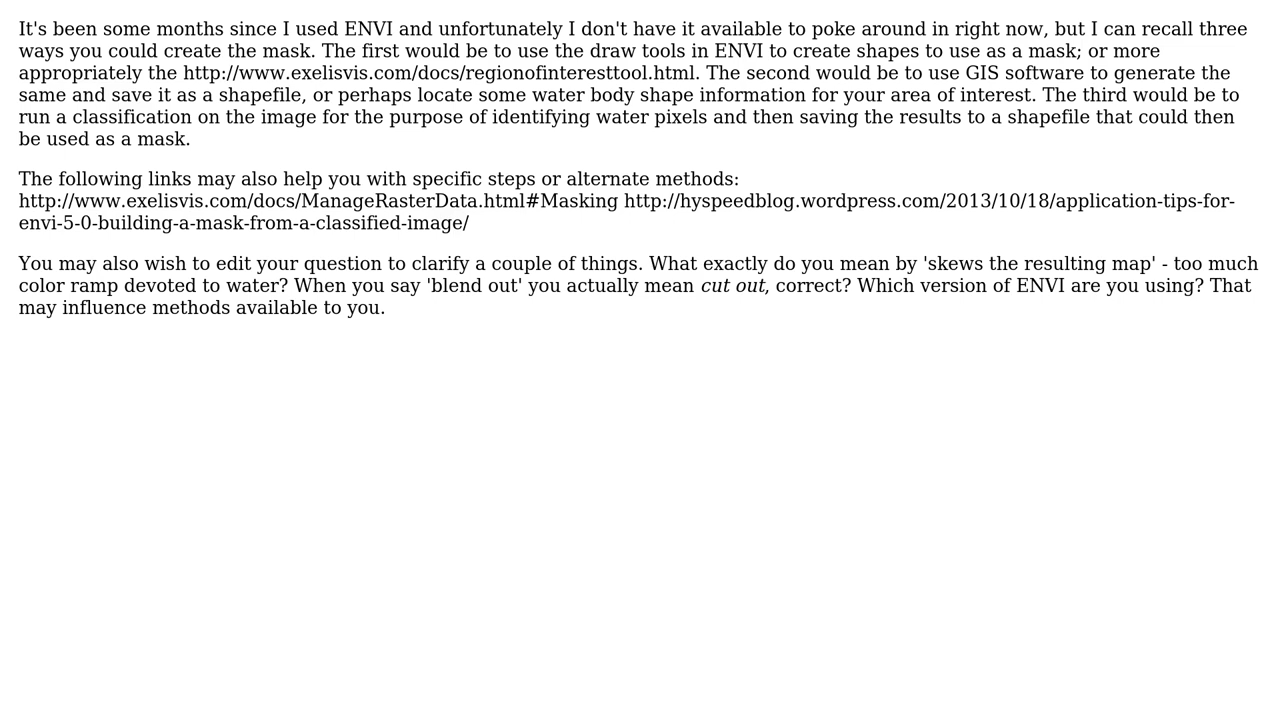 It's been some months since I used ENVI and unfortunately I don't have it available to poke around in right now, but I can recall three
ways you could create the mask. The first would be to use the draw tools in ENVI to create shapes to use as a mask; or more
appropriately the http://www.exelisvis.com/docs/regionofinteresttool.html. The second would be to use GIS software to generate the
same and save it as a shapefile, or perhaps locate some water body shape information for your area of interest. The third would be to
run a classification on the image for the purpose of identifying water pixels and then saving the results to a shapefile that could then
be used as a mask.
The following links may also help you with specific steps or alternate methods:
http://www.exelisvis.com/docs/ManageRasterData.html#Masking http://hyspeedblog.wordpress.com/2013/10/18/application-tips-for-
envi-5-0-building-a-mask-from-a-classified-image/
You may also wish to edit your question to clarify a couple of things. What exactly do you mean by 'skews the resulting map' - too much
color ramp devoted to water? When you say 'blend out' you actually mean cut out, correct? Which version of ENVI are you using? That
may influence methods available to you.